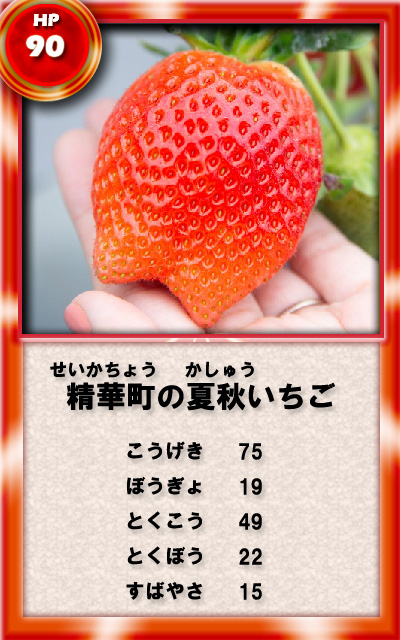 HP
90
せいかちょう かしゅう
精華町の夏秋いちご
こうげき 75
ぼうぎょ 19
とくこう 49
とくぼう 22
すばやさ 15